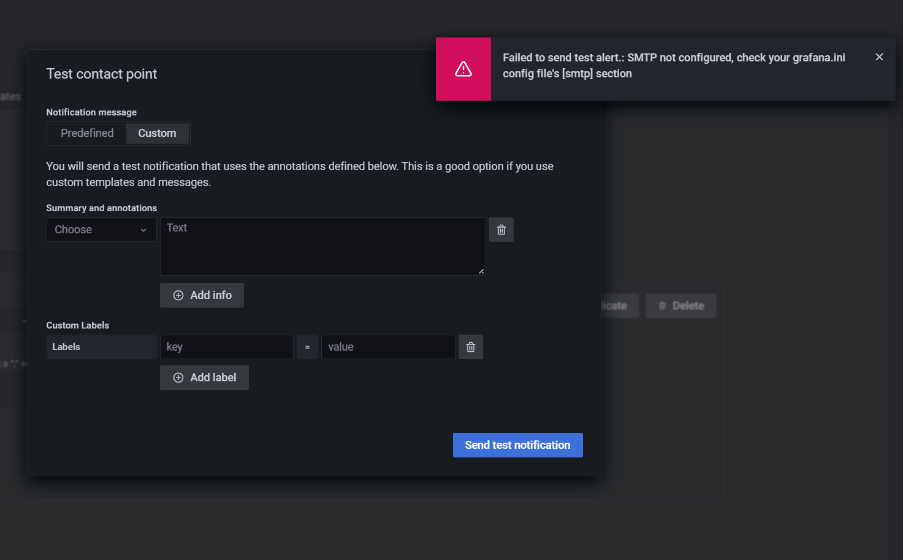 Failed to send test alert.: SMTP not configured, check your grafana.ini
config file's [smtp] section
Test contact point
Notification message
Predefined
Custom
You will send a test notification that uses the annotations defined below. This is a good option if you use
custom templates and messages.
Summary and annotations
Choose
Text
Add info
Custom Labels
Labels
key
=
value
Add label
Delete
Send test notification